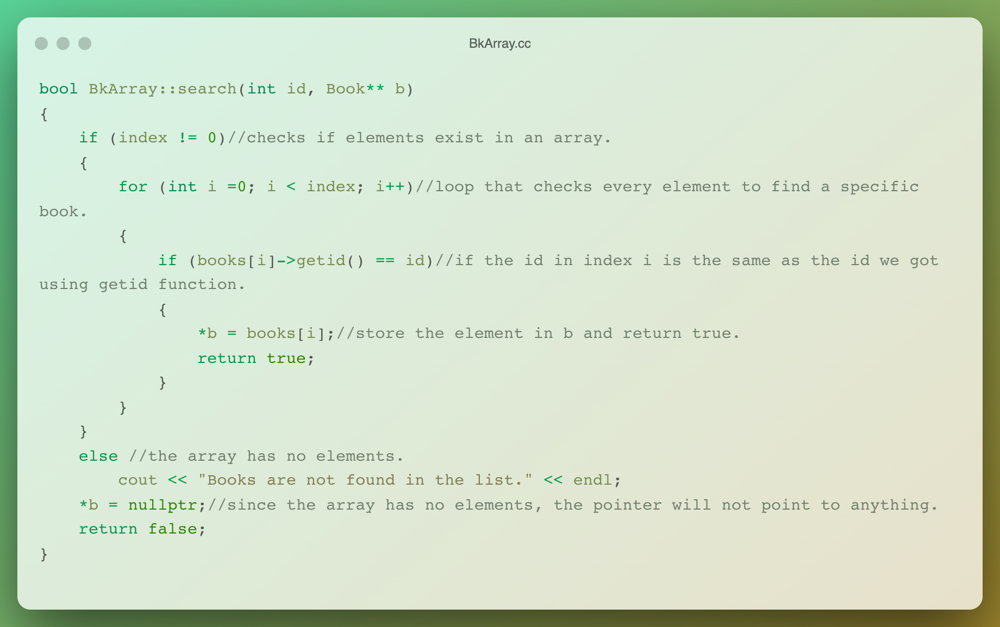 BkArray.cc
bool BkArray::search(int id, Book** b)
{
    if (index != 0)//checks if elements exist in an array.
    {
        for (int i =0; i < index; i++)//loop that checks every element to find a specific
book.
        {
            if (books[i]->getid() == id)//if the id in index i is the same as the id we got
using getid function.
            {
                *b = books[i];//store the element in b and return true.
                return true;
            }
        }
    }
    else //the array has no elements.
        cout << "Books are not found in the list." << endl;
    *b = nullptr;//since the array has no elements, the pointer will not point to anything.
    return false;
}